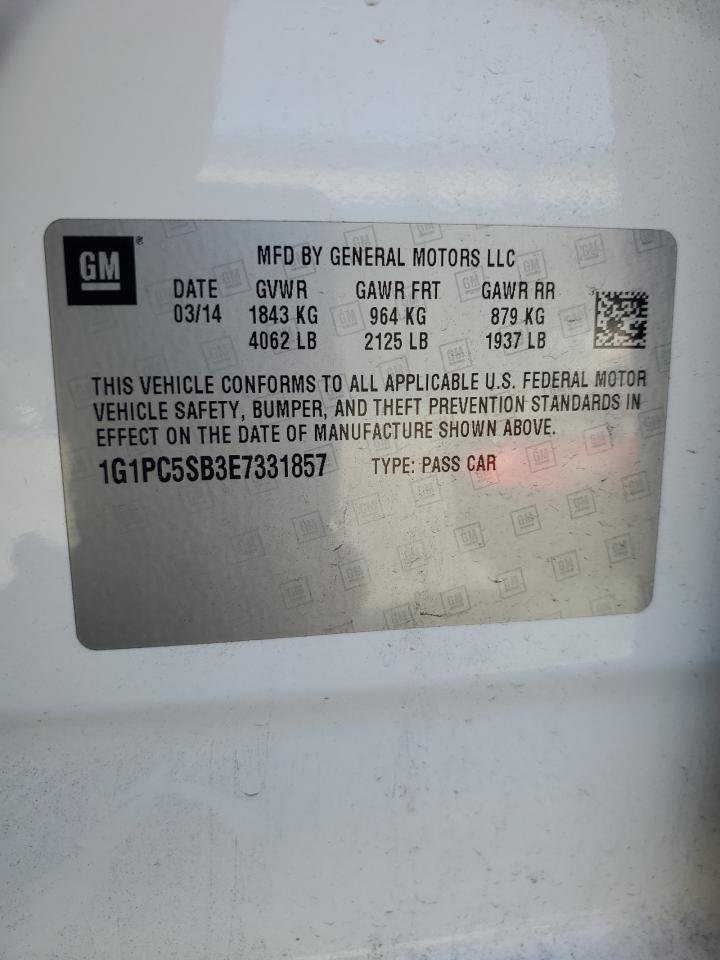 GM®
MFD BY GENERAL MOTORS LLC
DATE GVWR GAWR FRT GAWR RR
03/14 1843 KG 964 KG 879 KG
4062 LB 2125 LB 1937 LB
THIS VEHICLE CONFORMS TO ALL APPLICABLE U.S. FEDERAL MOTOR
VEHICLE SAFETY, BUMPER, AND THEFT PREVENTION STANDARDS IN
EFFECT ON THE DATE OF MANUFACTURE SHOWN ABOVE.
1G1PC5SB3E7331857 TYPE: PASS CAR